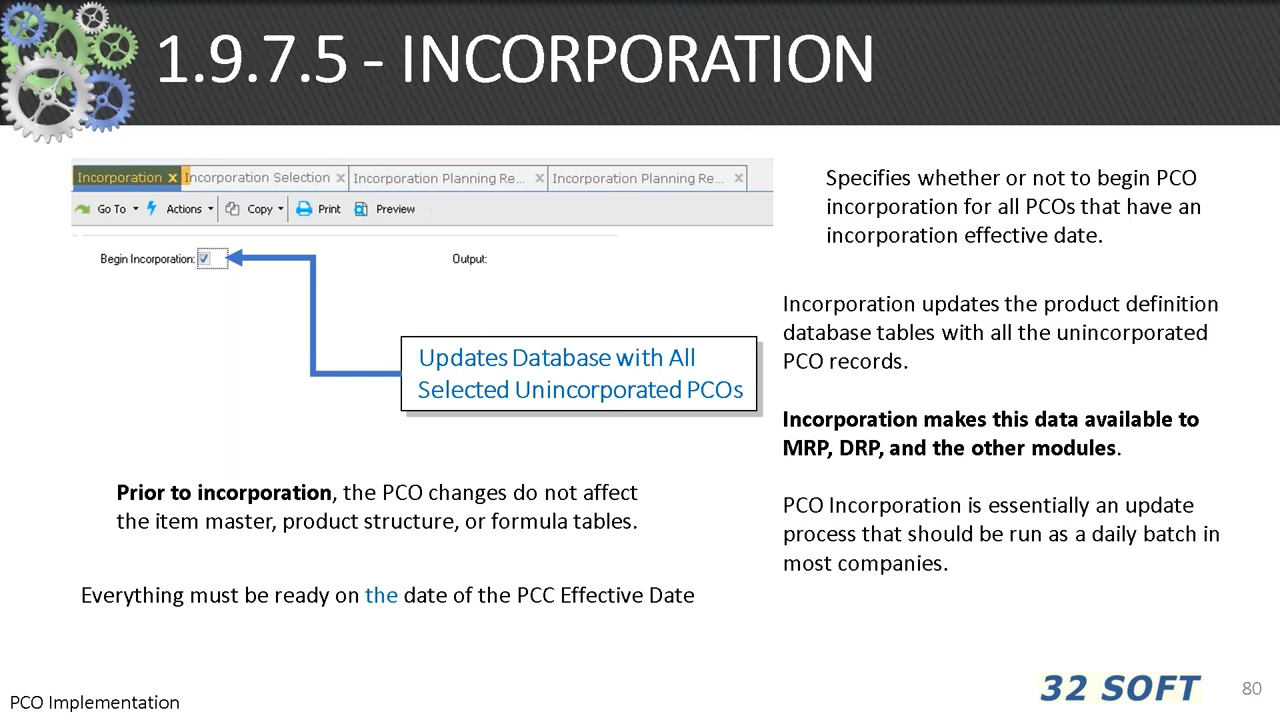 1.9.7.5 - INCORPORATION
Incorporation x Incorporation Selection x Incorporation Planning Re... x Incorporation Planning Re... x
Go To Actions Copy Print Preview
Begin Incorporation: Output:
Updates Database with All
Selected Unincorporated PCOs
Prior to incorporation, the PCO changes do not affect
the item master, product structure, or formula tables.
Everything must be ready on the date of the PCC Effective Date
Specifies whether or not to begin PCO
incorporation for all PCOs that have an
incorporation effective date.
Incorporation updates the product definition
database tables with all the unincorporated
PCO records.
Incorporation makes this data available to
MRP, DRP, and the other modules.
PCO Incorporation is essentially an update
process that should be run as a daily batch in
most companies.
PCO Implementation
32 SOFT
80